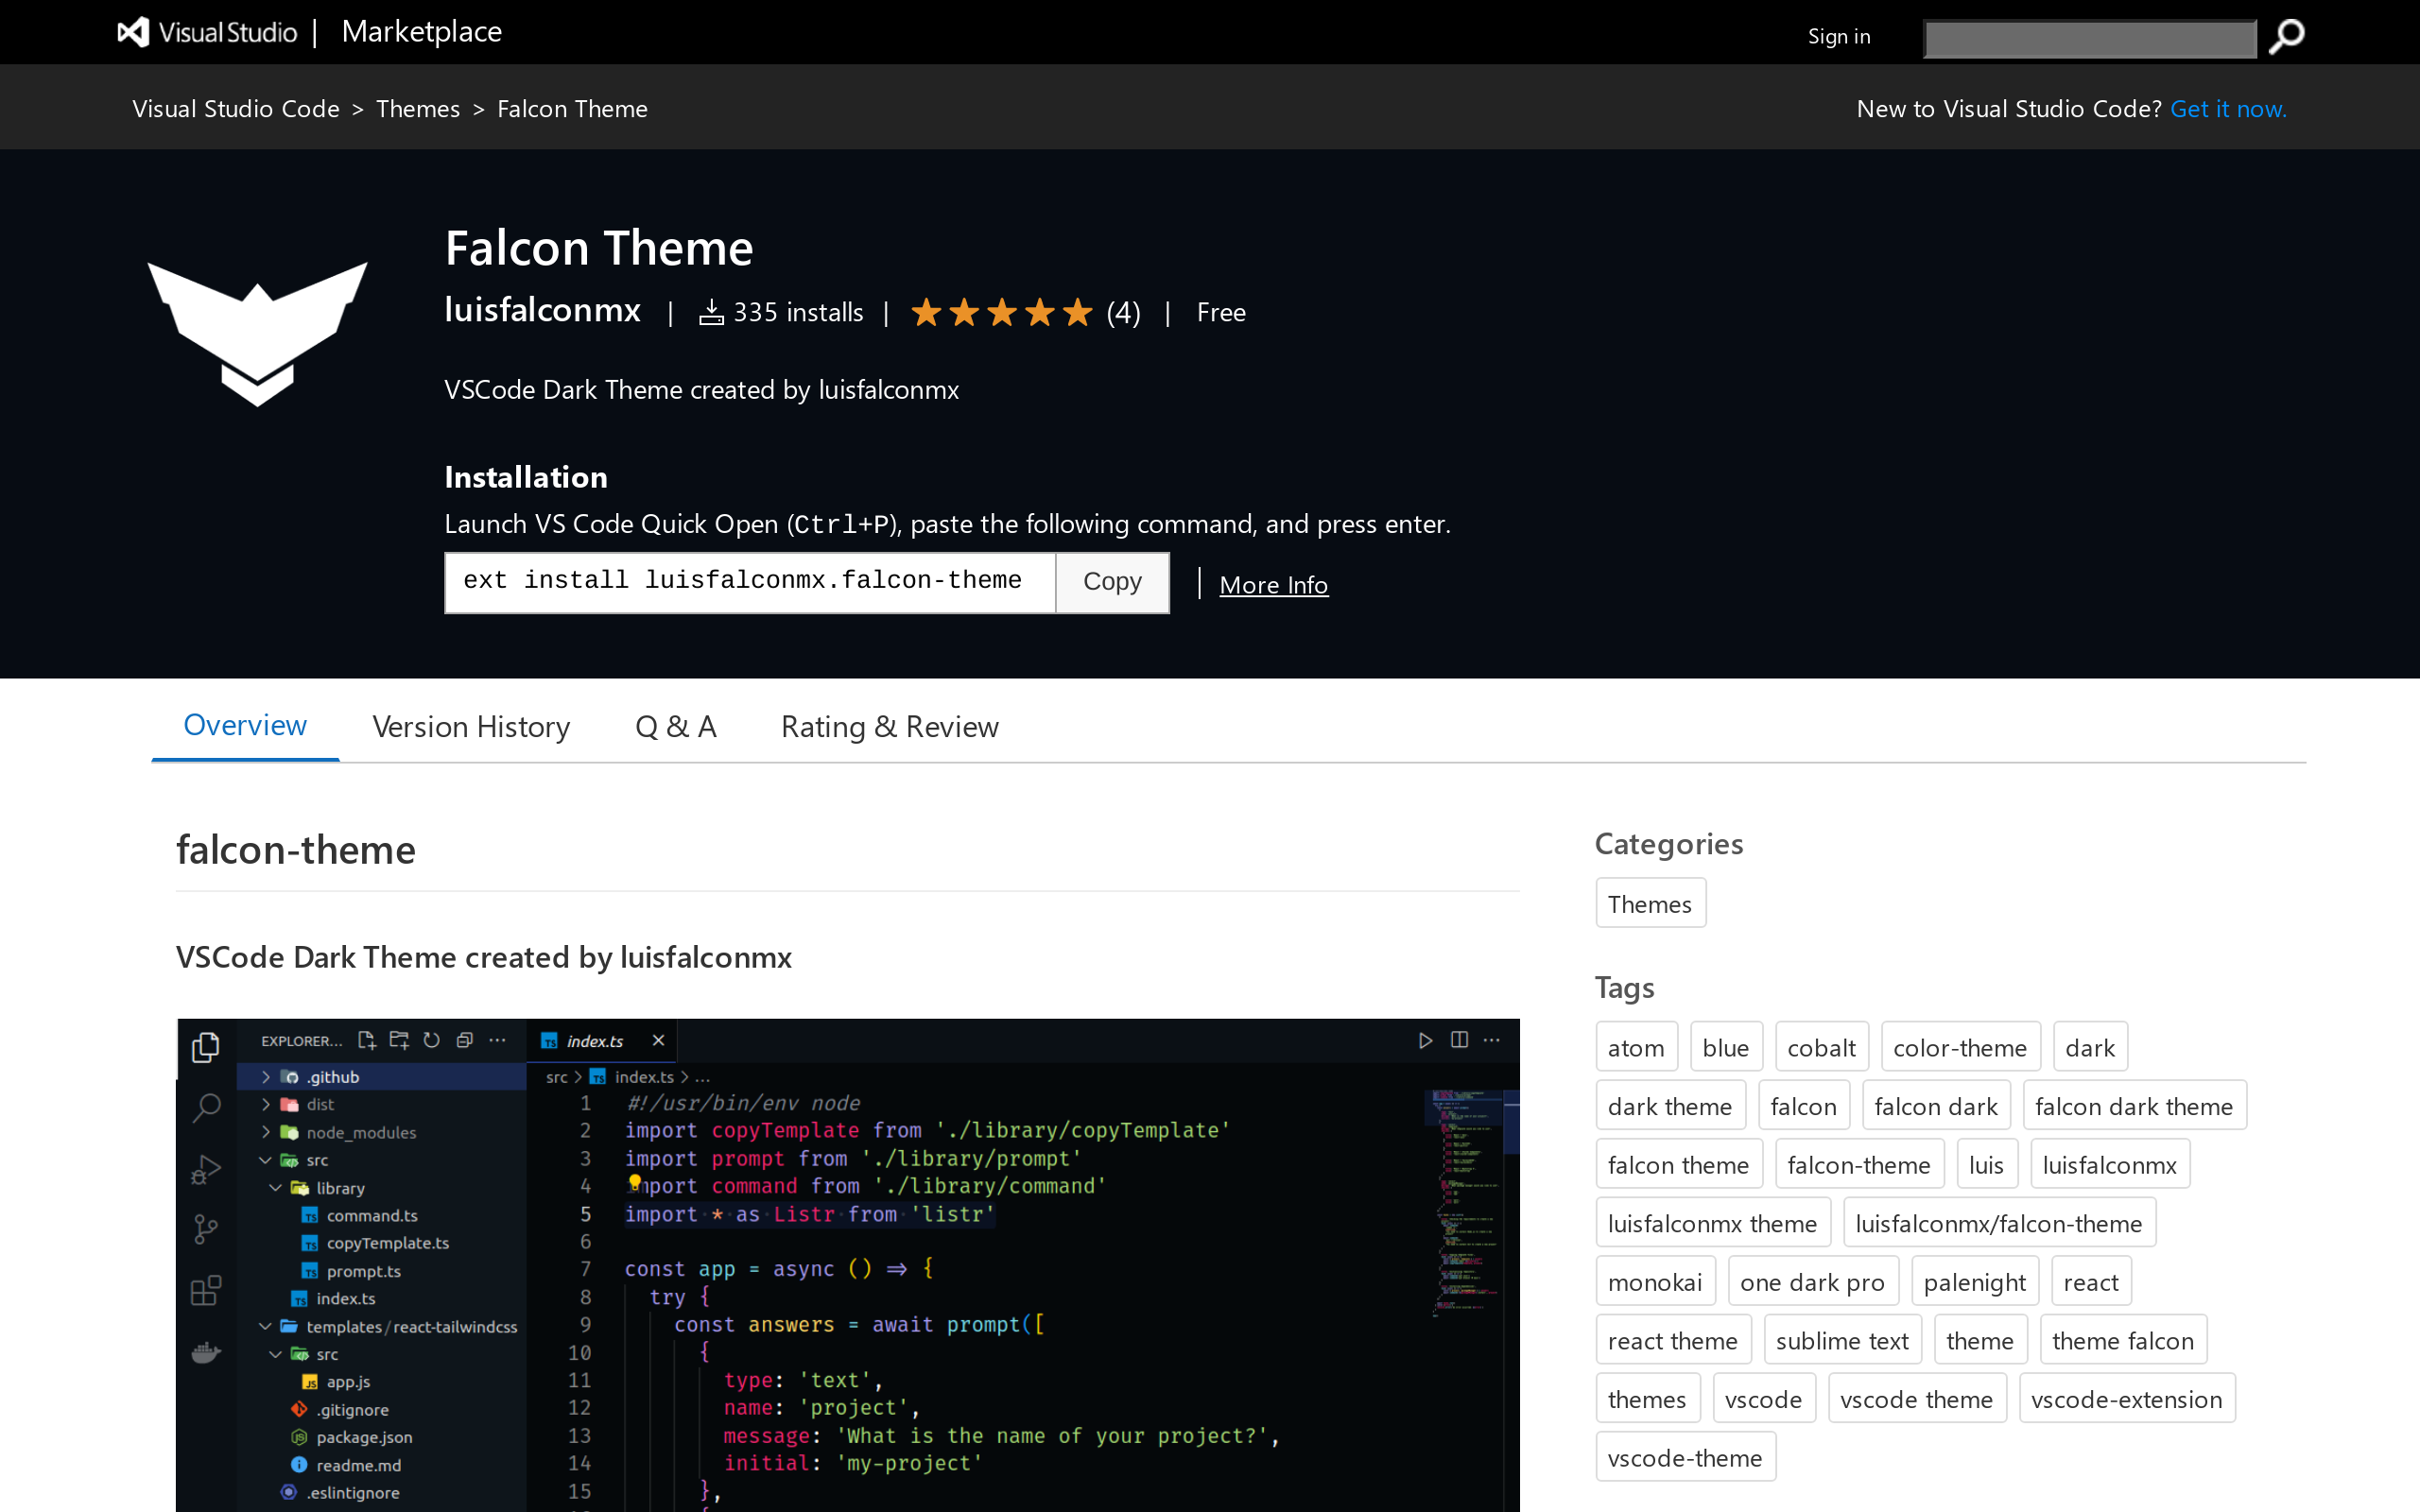 Visual Studio | Marketplace
Sign in
Visual Studio Code > Themes > Falcon Theme
New to Visual Studio Code? Get it now.
Falcon Theme
luisfalconmx | 335 installs | (4) | Free
VSCode Dark Theme created by luisfalconmx
Installation
Launch VS Code Quick Open (Ctrl+P), paste the following command, and press enter.
ext install luisfalconmx.falcon-theme
Copy
More Info
Overview
Version History
Q & A
Rating & Review
falcon-theme
VSCode Dark Theme created by luisfalconmx
EXPLORER...
.github
dist
node_modules
src
library
command.ts
copyTemplate.ts
prompt.ts
index.ts
templates/react-tailwindcss
src
app.js
.gitignore
package.json
readme.md
.eslintignore
index.ts
src > index.ts > ...
1 #!/usr/bin/env node
2 import copyTemplate from './library/copyTemplate'
3 import prompt from './library/prompt'
4 import command from './library/command'
5 import * as Listr from 'listr'
6
7 const app = async () => {
8 try {
9 const answers = await prompt([
10 {
11 type: 'text',
12 name: 'project',
13 message: 'What is the name of your project?',
14 initial: 'my-project'
15 },
Categories
Themes
Tags
atom blue cobalt color-theme dark
dark theme falcon falcon dark falcon dark theme
falcon theme falcon-theme luis luisfalconmx
luisfalconmx theme luisfalconmx/falcon-theme
monokai one dark pro palenight react
react theme sublime text theme theme falcon
themes vscode vscode theme vscode-extension
vscode-theme